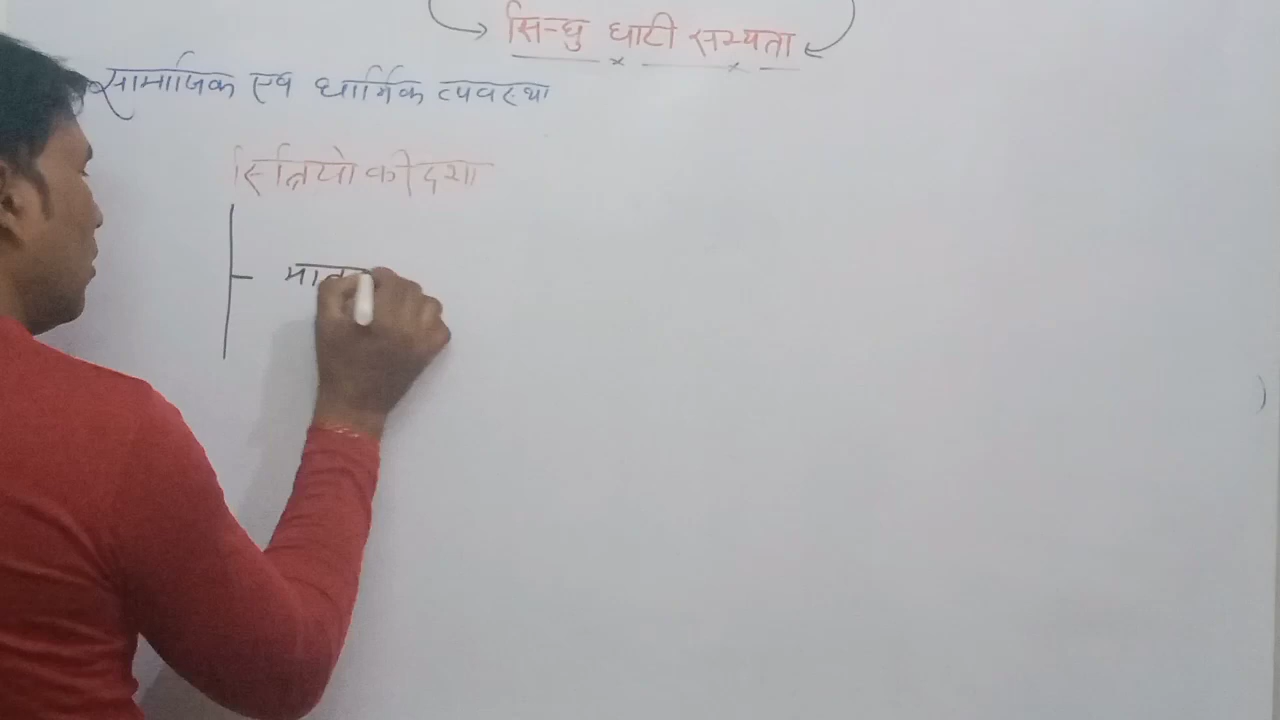 सिन्धु घाटी सभ्यता
सामाजिक एव धार्मिक व्यवस्था
स्त्रियो की दशा